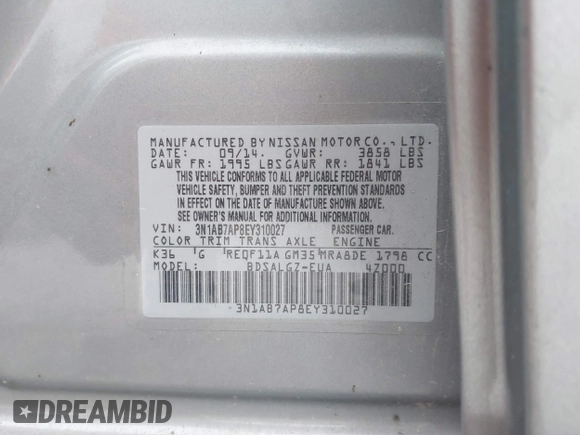 MANUFACTURED BY NISSAN MOTOR CO., LTD.
DATE: 09/14. GVWR: 3858 LBS
GAWR FR: 1995 LBS GAWR RR: 1841 LBS
THIS VEHICLE CONFORMS TO ALL APPLICABLE FEDERAL MOTOR
VEHICLE SAFETY, BUMPER AND THEFT PREVENTION STANDARDS
IN EFFECT ON THE DATE OF MANUFACTURE SHOWN ABOVE.
SEE OWNER'S MANUAL FOR ADDITIONAL INFORMATION.
VIN: 3N1AB7AP8EY310027 PASSENGER CAR.
COLOR TRIM TRANS AXLE ENGINE
K36 G RE0F11A GM35 MRA8DE 1798 CC
MODEL: BDSALGZ-EUA 4Z000
3N1AB7AP8EY310027
DREAMBID